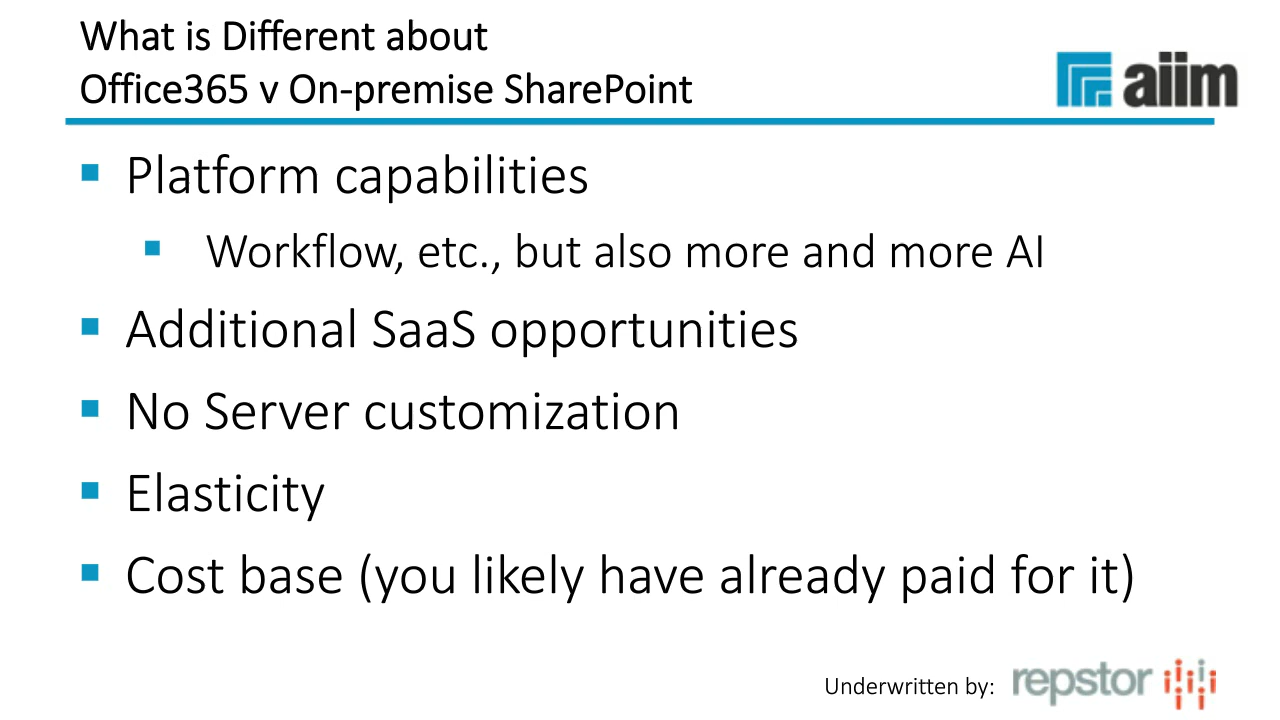 What is Different about
Office365 v On-premise SharePoint
aiim
Platform capabilities
Workflow, etc., but also more and more AI
Additional SaaS opportunities
No Server customization
Elasticity
Cost base (you likely have already paid for it)
Underwritten by: repstor